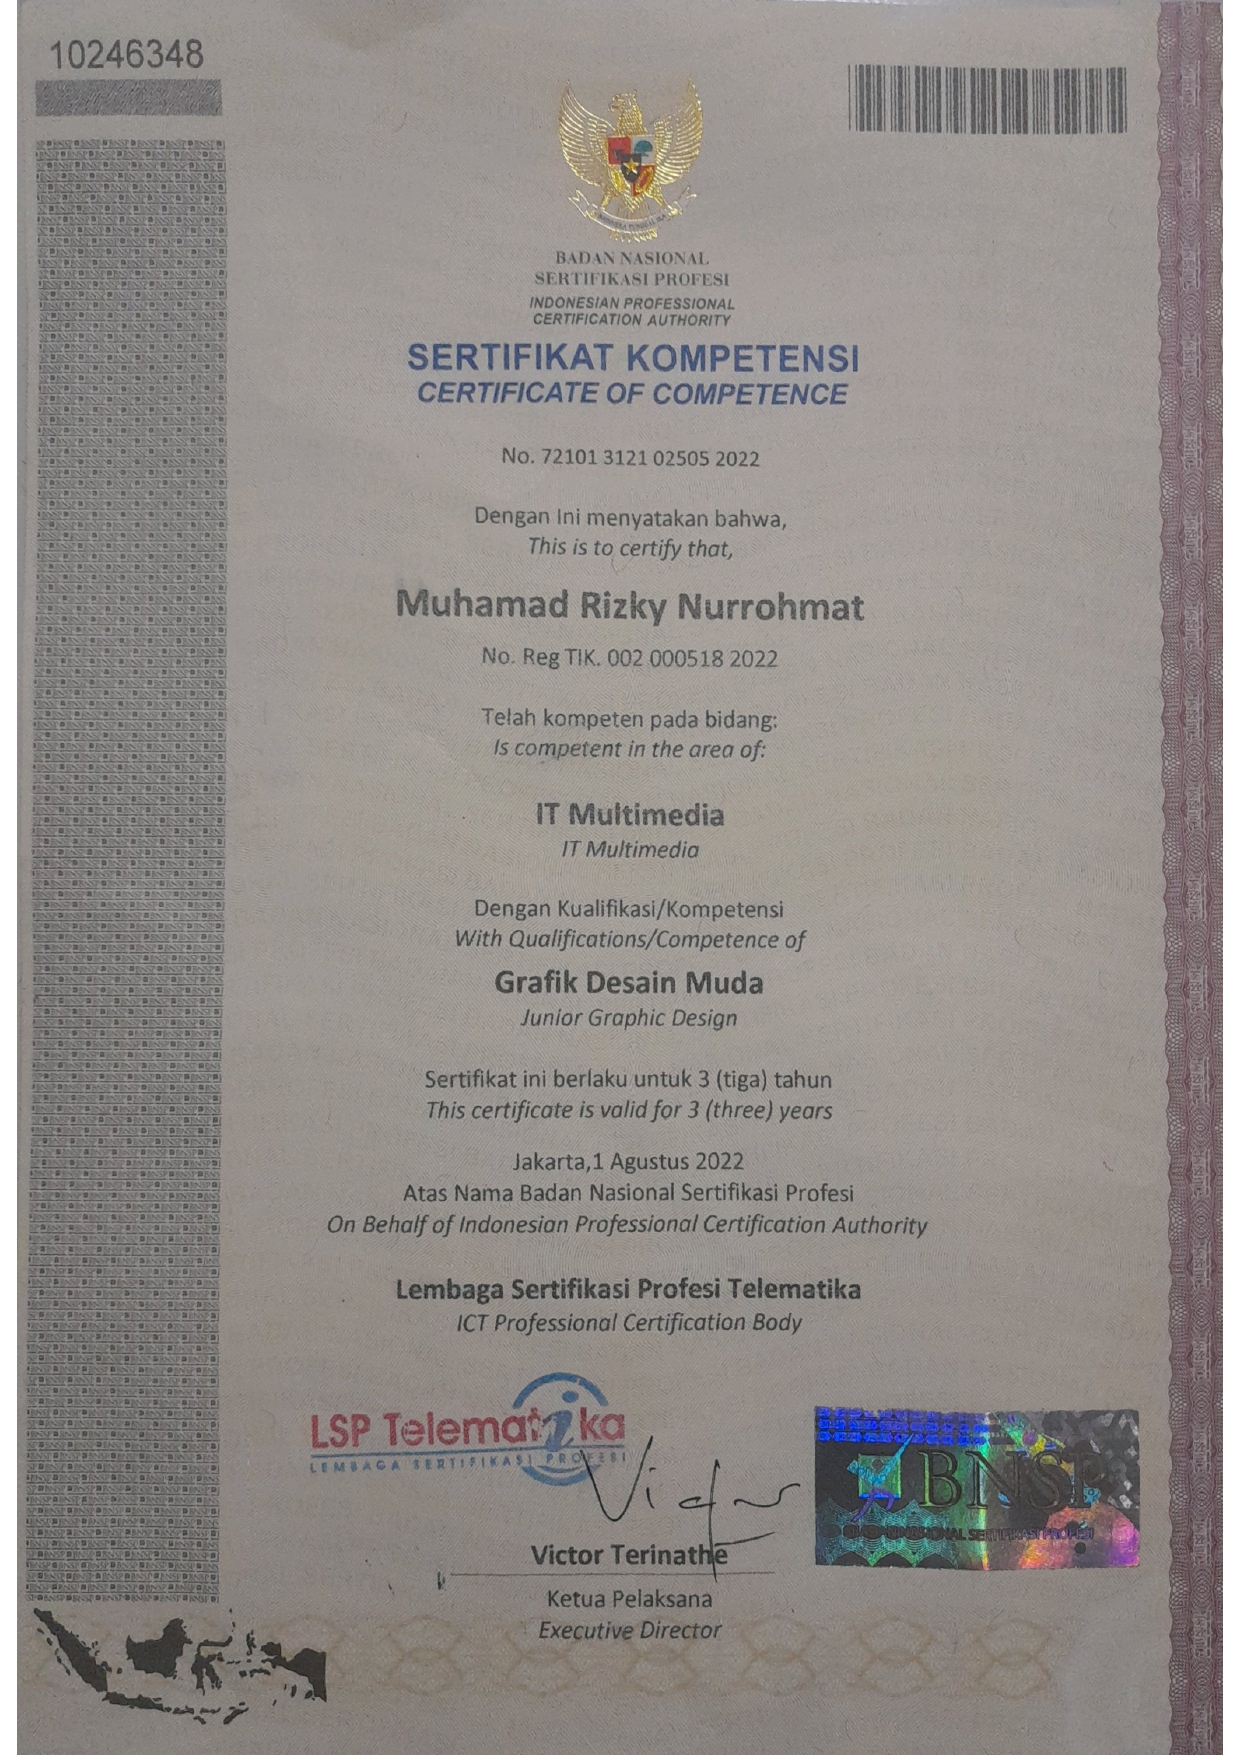 10246348
BADAN NASIONAL
SERTIFIKASI PROFESI
INDONESIAN PROFESSIONAL
CERTIFICATION AUTHORITY
SERTIFIKAT KOMPETENSI
CERTIFICATE OF COMPETENCE
No. 72101 3121 02505 2022
Dengan Ini menyatakan bahwa,
This is to certify that,
Muhamad Rizky Nurrohmat
No. Reg TIK. 002 000518 2022
Telah kompeten pada bidang:
Is competent in the area of:
IT Multimedia
IT Multimedia
Dengan Kualifikasi/Kompetensi
With Qualifications/Competence of
Grafik Desain Muda
Junior Graphic Design
Sertifikat ini berlaku untuk 3 (tiga) tahun
This certificate is valid for 3 (three) years
Jakarta,1 Agustus 2022
Atas Nama Badan Nasional Sertifikasi Profesi
On Behalf of Indonesian Professional Certification Authority
Lembaga Sertifikasi Profesi Telematika
ICT Professional Certification Body
LSP Telematika
LEMBAGA SERTIFIKASI PROFESI
BNSP
NASIONAL SERTIFIKASI PROFESI
Victor Terinathe
Ketua Pelaksana
Executive Director